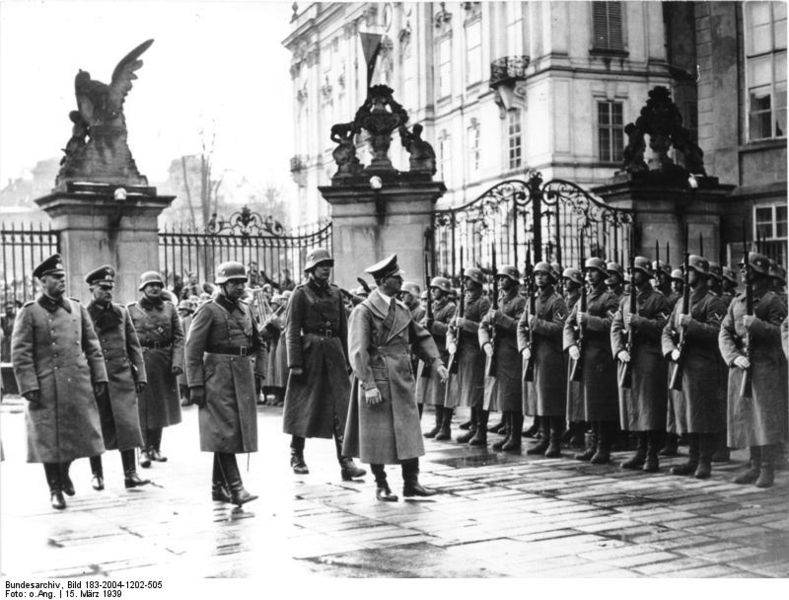 Bundesarchiv, Bild 183-2004-1202-505
Foto: o.Ang. | 15. März 1939